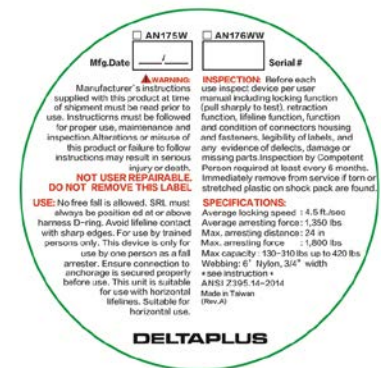 AN175W
AN176WW
Mfg.Date
/
Serial #
WARNING:
Manufacturer's instructions
supplied with this product at time
of shipment must be read prior to
use. Instructions must be followed
for proper use, maintenance and
inspection. Alterations or misuse of
this product or failure to follow
instructions may result in serious
injury or death.
NOT USER REPAIRABLE.
DO NOT REMOVE THIS LABEL
USE: No free fall is allowed. SRL must
always be position ed at or above
harness D-ring. Avoid lifeline contact
with sharp edges. For use by trained
persons only. This device is only for
use by one person as a fall
arrester. Ensure connection to
anchorage is secured properly
before use. This unit is suitable
for use with horizontal
lifelines. Suitable for
horizontal use.
INSPECTION: Before each
use inspect device per user
manual including locking function
(pull sharply to test), retraction
function, lifeline function, function
and condition of connectors housing
and fasteners, legibility of labels, and
any evidence of defects, damage or
missing parts.Inspection by Competent
Person required at least every 6 months.
Immediately remove from service if torn or
stretched plastic on shock pack are found.
SPECIFICATIONS:
Average locking speed : 4.5 ft./sec
Average arresting force: 1,350 lbs
Max. arresting distance: 24 in
Max. arresting force : 1,800 lbs
Max capacity : 130-310 lbs up to 420 lbs
Webbing: 6' Nylon, 3/4" width
*see instruction*
ANSI Z395.14-2014
Made in Taiwan
(Rev.A)
DELTAPLUS